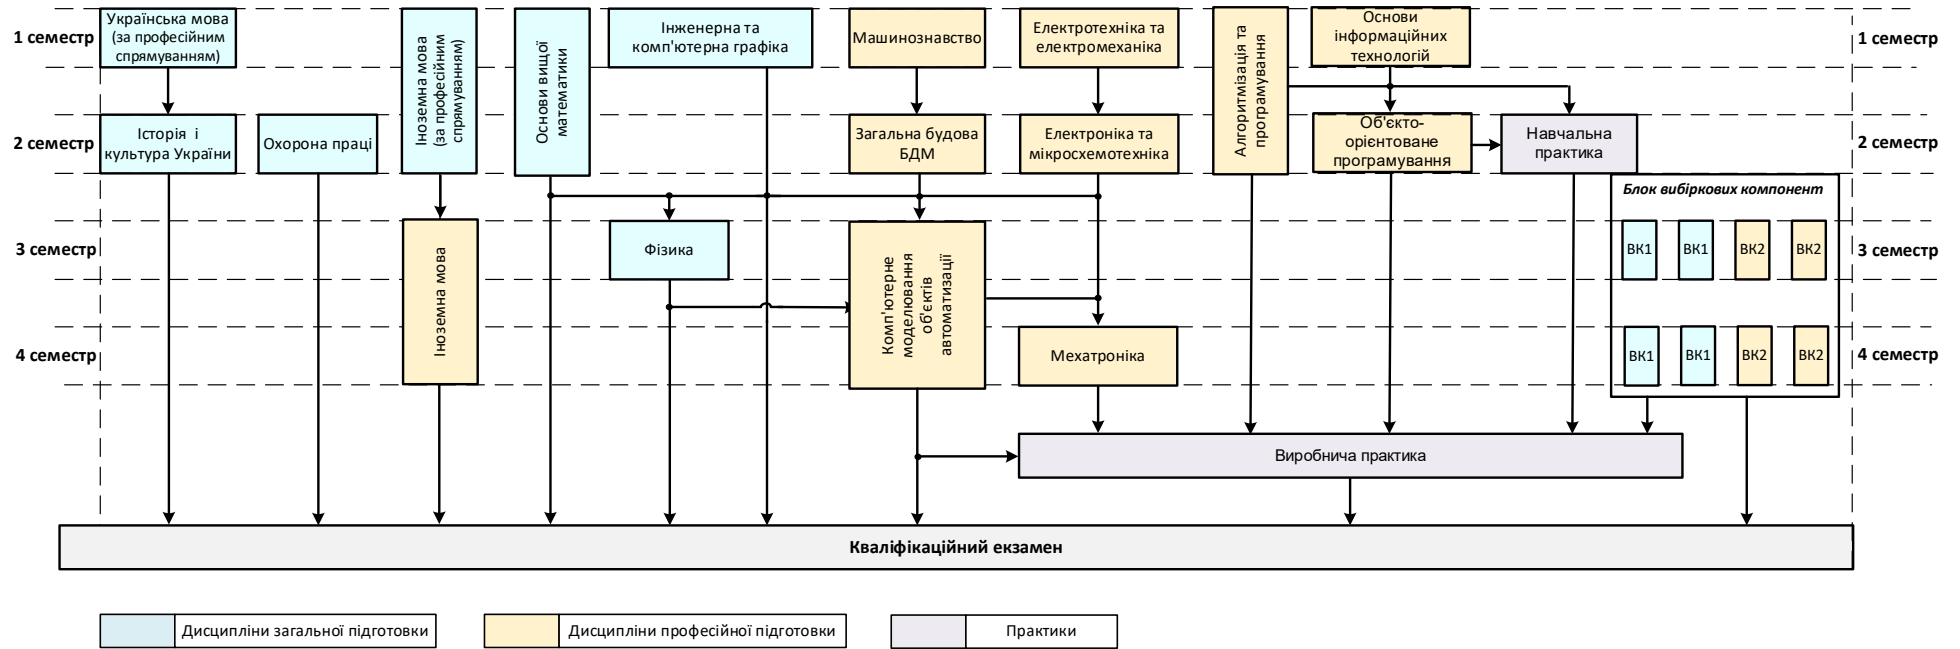 1 семестр
Українська мова
(за професійним
спрямуванням)
Іноземна мова
(за професійним
спрямуванням)
Основи вищої
математики
Інженерна та
комп'ютерна графіка
Машинознавство
Електротехніка та
електромеханіка
Алгоритмізація та
програмування
Основи
інформаційних
технологій
1 семестр
2 семестр
Історія і
культура України
Охорона праці
Загальна будова
БДМ
Електроніка та
мікросхемотехніка
Об'єкто-
орієнтоване
програмування
Навчальна
практика
2 семестр
Блок вибіркових компонент
3 семестр
Іноземна мова
Фізика
Комп'ютерне
моделювання
об'єктів
автоматизації
ВК1
ВК1
ВК2
ВК2
3 семестр
4 семестр
Мехатроніка
ВК1
ВК1
ВК2
ВК2
4 семестр
Виробнича практика
Кваліфікаційний екзамен
Дисципліни загальної підготовки
Дисципліни професійної підготовки
Практики